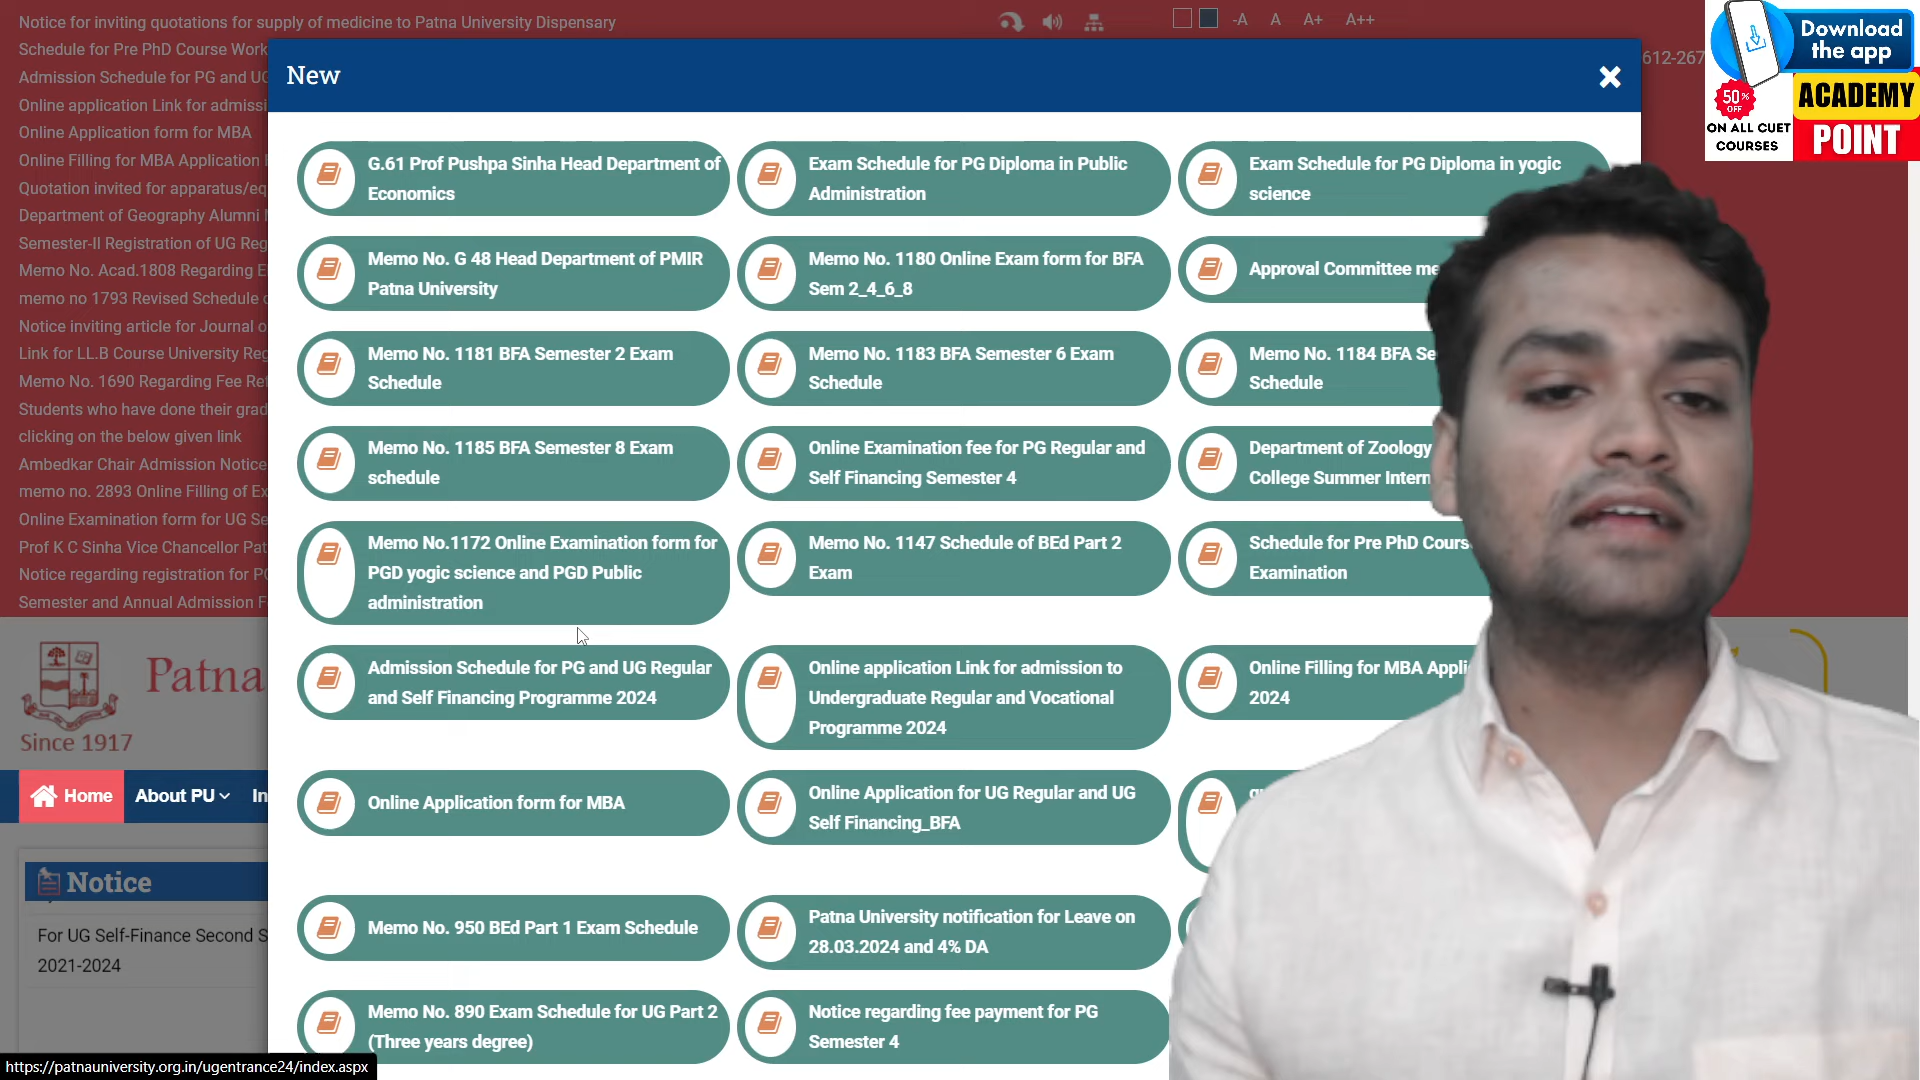 Notice for inviting quotations for supply of medicine to Patna University Dispensary
-A A A+ A++
Schedule for Pre PhD Course Work
Admission Schedule for PG and UG
Online application Link for admissi
Online Application form for MBA
Online Filling for MBA Application
Quotation invited for apparatus/eq
Department of Geography Alumni
Semester-II Registration of UG Reg
Memo No. Acad.1808 Regarding E
memo no 1793 Revised Schedule
Notice inviting article for Journal o
Link for LL.B Course University Reg
Memo No. 1690 Regarding Fee Ret
Students who have done their grad
clicking on the below given link
Ambedkar Chair Admission Notice
memo no. 2893 Online Filling of Ex
Online Examination form for UG Se
Prof K C Sinha Vice Chancellor Pat
Notice regarding registration for PG
Semester and Annual Admission F
612-267
Download
the app
50%
OFF
ON ALL CUET
COURSES
ACADEMY
POINT
New
G.61 Prof Pushpa Sinha Head Department of
Economics
Exam Schedule for PG Diploma in Public
Administration
Exam Schedule for PG Diploma in yogic
science
Memo No. G 48 Head Department of PMIR
Patna University
Memo No. 1180 Online Exam form for BFA
Sem 2_4_6_8
Approval Committee me
Memo No. 1181 BFA Semester 2 Exam
Schedule
Memo No. 1183 BFA Semester 6 Exam
Schedule
Memo No. 1184 BFA Se
Schedule
Memo No. 1185 BFA Semester 8 Exam
schedule
Online Examination fee for PG Regular and
Self Financing Semester 4
Department of Zoology
College Summer Intern
Memo No.1172 Online Examination form for
PGD yogic science and PGD Public
administration
Memo No. 1147 Schedule of BEd Part 2
Exam
Schedule for Pre PhD Cours
Examination
Admission Schedule for PG and UG Regular
and Self Financing Programme 2024
Online application Link for admission to
Undergraduate Regular and Vocational
Programme 2024
Online Filling for MBA Appli
2024
Online Application form for MBA
Online Application for UG Regular and UG
Self Financing_BFA
Memo No. 950 BEd Part 1 Exam Schedule
Patna University notification for Leave on
28.03.2024 and 4% DA
Memo No. 890 Exam Schedule for UG Part 2
(Three years degree)
Notice regarding fee payment for PG
Semester 4
Patna
Since 1917
Home
About PU
In
Notice
For UG Self-Finance Second S
2021-2024
https://patnauniversity.org.in/ugentrance24/index.aspx